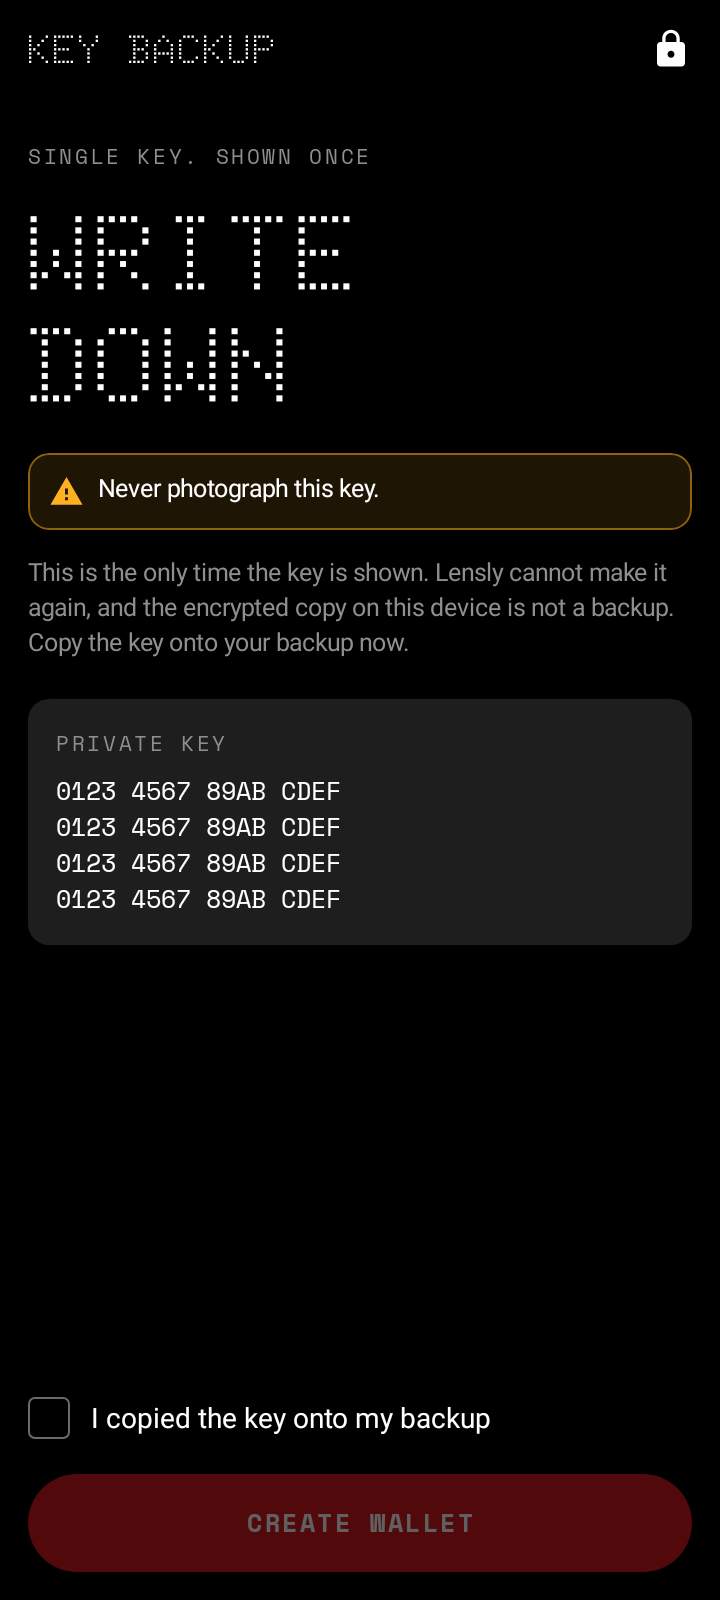 KEY BACKUP
SINGLE KEY. SHOWN ONCE
WRITE
DOWN
Never photograph this key.
This is the only time the key is shown. Lensly cannot make it
again, and the encrypted copy on this device is not a backup.
Copy the key onto your backup now.
PRIVATE KEY
0123 4567 89AB CDEF
0123 4567 89AB CDEF
0123 4567 89AB CDEF
0123 4567 89AB CDEF
I copied the key onto my backup
CREATE WALLET